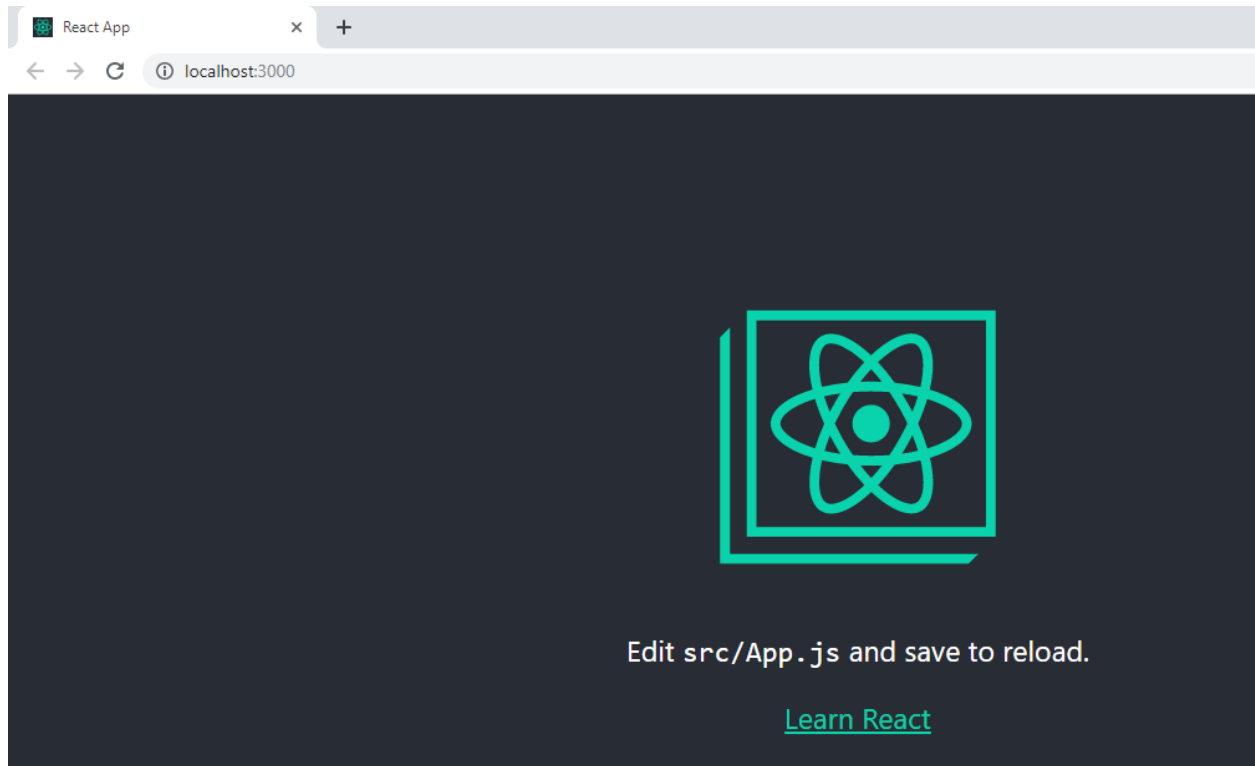 React App
localhost:3000
Edit src/App.js and save to reload.
Learn React